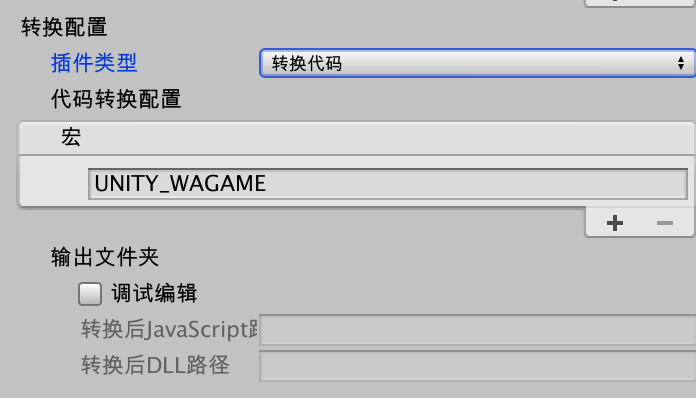 转换配置
插件类型 转换代码
代码转换配置
宏
UNITY_WAGAME
输出文件夹
调试编辑
转换后JavaScript路
转换后DLL路径